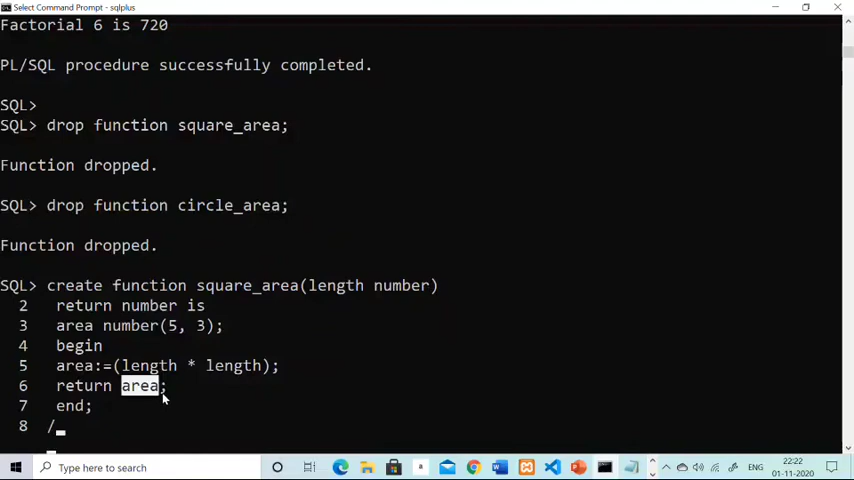 Select Command Prompt - sqlplus
Factorial 6 is 720
PL/SQL procedure successfully completed.
SQL>
SQL> drop function square_area;
Function dropped.
SQL> drop function circle_area;
Function dropped.
SQL> create function square_area(length number)
2 return number is
3 area number(5, 3);
4 begin
5 area:=(length * length);
6 return area;
7 end;
8 /
Type here to search
ENG
22:22
01-11-2020